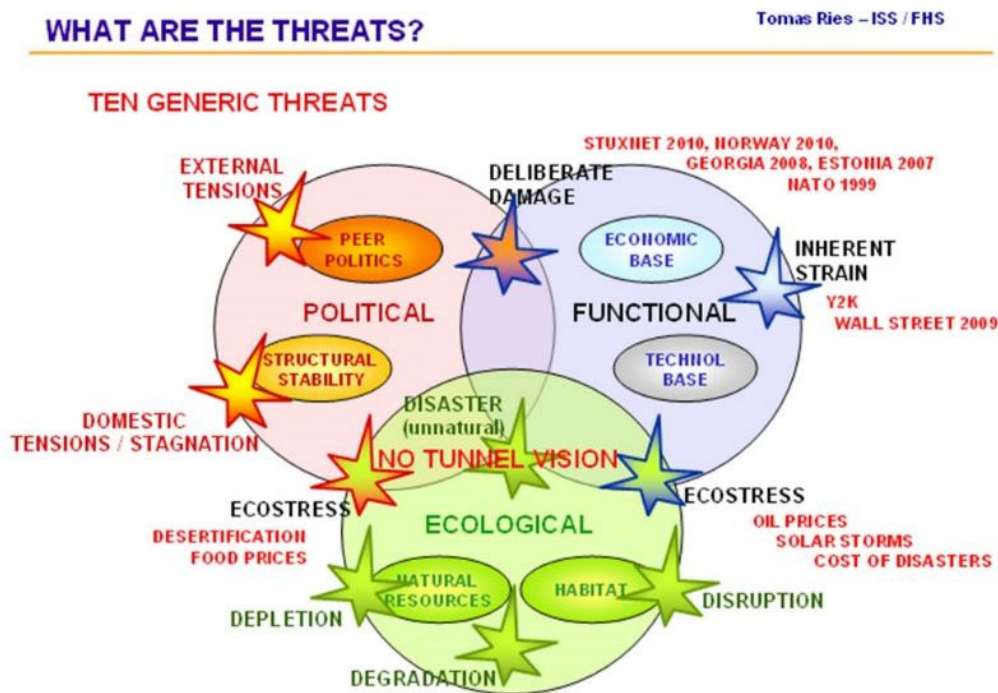 WHAT ARE THE THREATS?
Tomas Ries – ISS / FHS
TEN GENERIC THREATS
STUXNET 2010, NORWAY 2010,
GEORGIA 2008, ESTONIA 2007
NATO 1999
EXTERNAL
TENSIONS
DELIBERATE
DAMAGE
PEER
POLITICS
ECONOMIC
BASE
INHERENT
STRAIN
Y2K
WALL STREET 2009
POLITICAL
FUNCTIONAL
STRUCTURAL
STABILITY
TECHNOL
BASE
DOMESTIC
TENSIONS / STAGNATION
DISASTER
(unnatural)
NO TUNNEL VISION
ECOSTRESS
DESERTIFICATION
FOOD PRICES
ECOLOGICAL
ECOSTRESS
OIL PRICES
SOLAR STORMS
COST OF DISASTERS
NATURAL
RESOURCES
HABITAT
DEPLETION
DISRUPTION
DEGRADATION